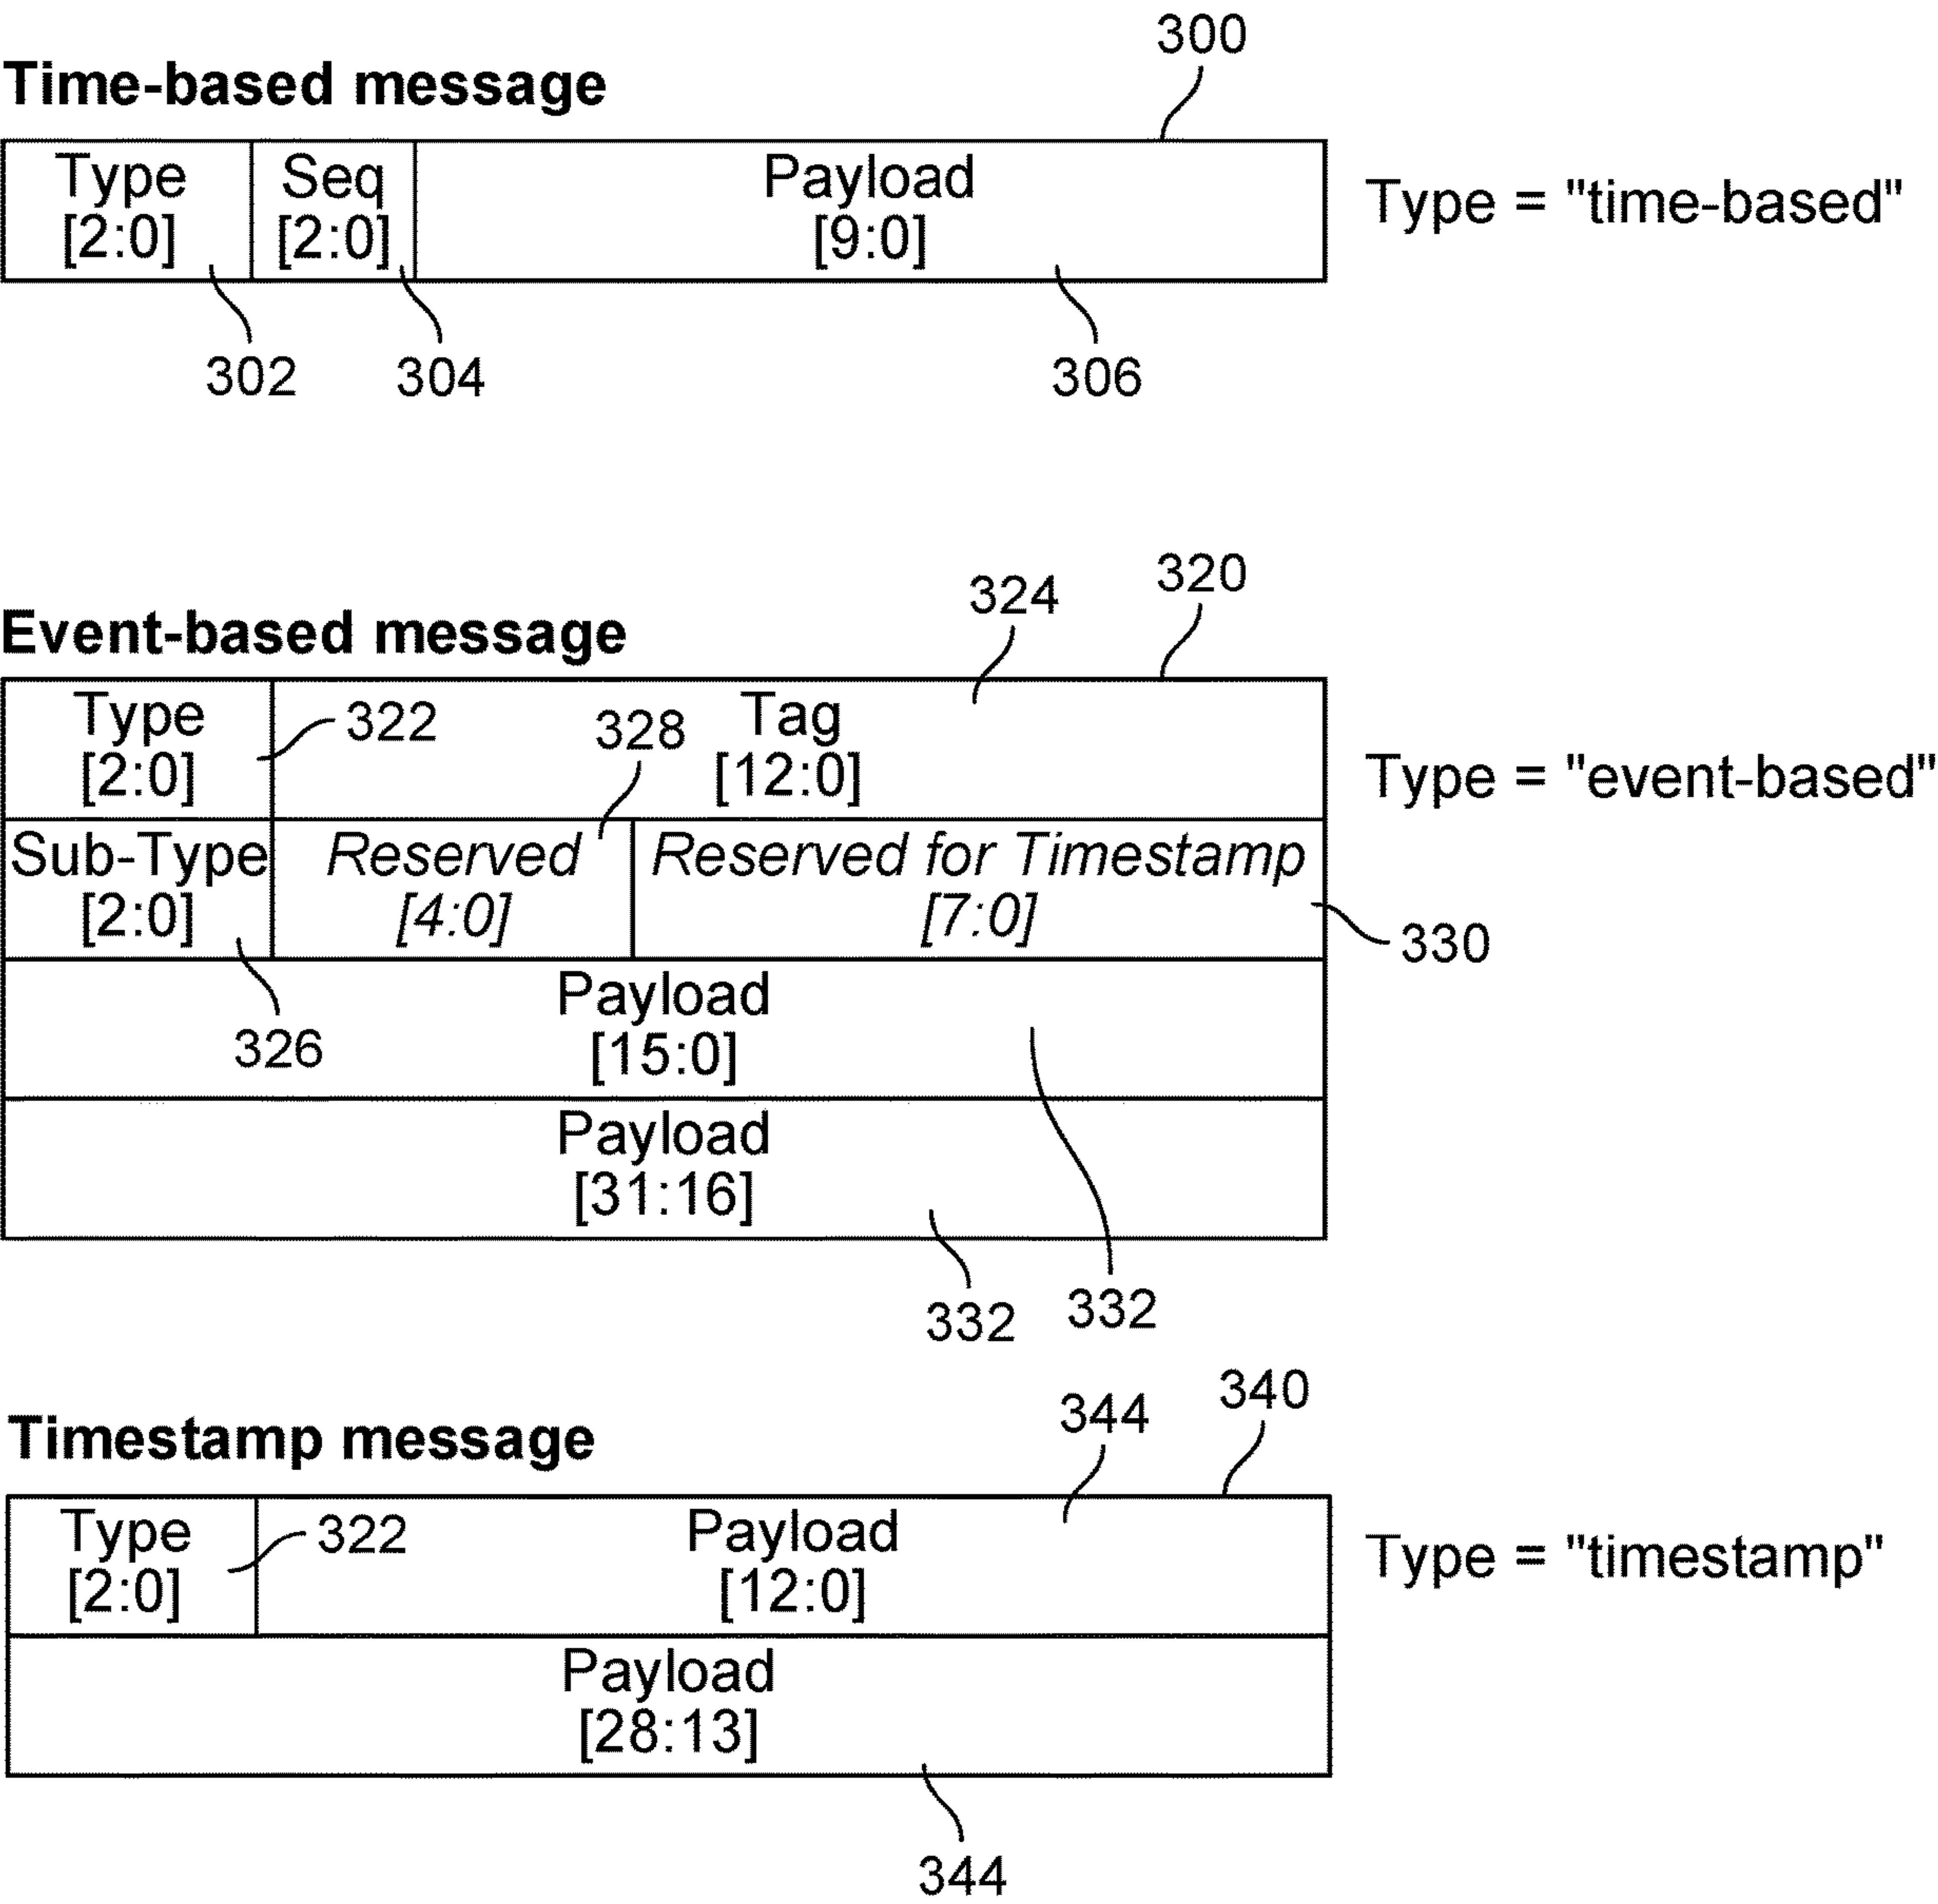 300
Time-based message
Type Seq Payload
[2:0] [2:0] [9:0]
Type = "time-based"
302 304 306
320
324
Event-based message
Type 322 328 Tag
[2:0] [12:0]
Type = "event-based"
Sub-Type Reserved Reserved for Timestamp
[2:0] [4:0] [7:0]
330
Payload
326 [15:0]
Payload
[31:16]
332 332
340
344
Timestamp message
Type 322 Payload
[2:0] [12:0]
Type = "timestamp"
Payload
[28:13]
344